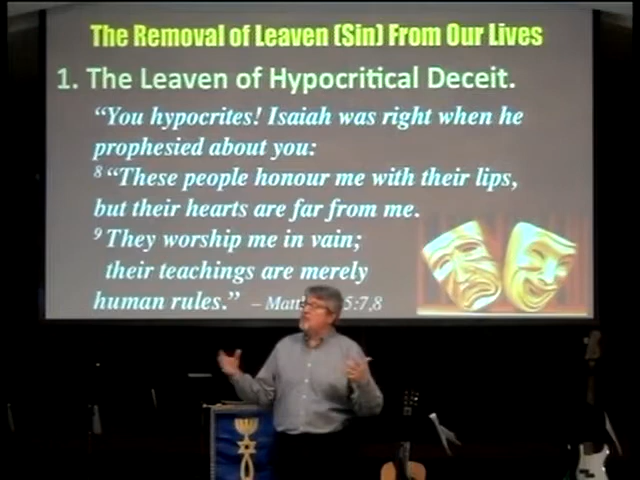 The Removal of Leaven (Sin) From Our Lives
1. The Leaven of Hypocritical Deceit.
“You hypocrites! Isaiah was right when he
prophesied about you:
8 “These people honour me with their lips,
but their hearts are far from me.
9 They worship me in vain;
their teachings are merely
human rules.” – 5:7,8